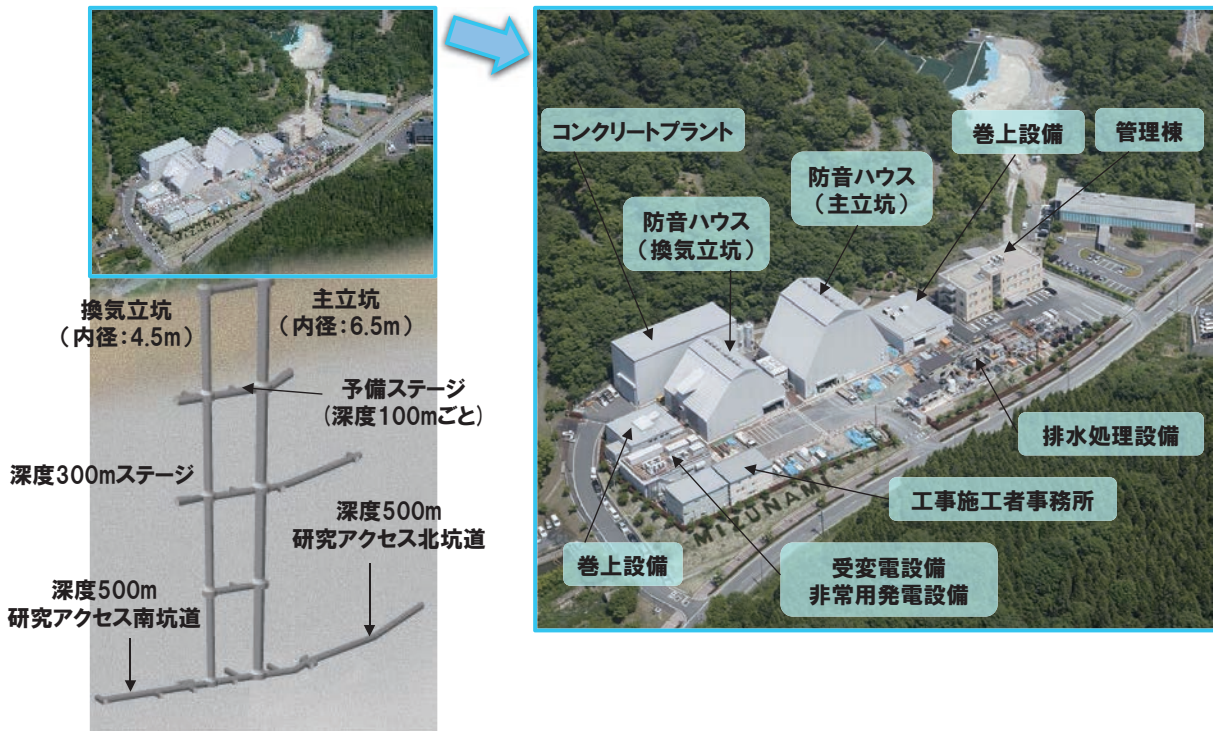 換気立坑
（内径：4.5m）
主立坑
（内径：6.5m）
予備ステージ
(深度100mごと)
深度300mステージ
深度500m
研究アクセス北坑道
深度500m
研究アクセス南坑道
コンクリートプラント
防音ハウス
（換気立坑）
防音ハウス
（主立坑）
巻上設備
管理棟
排水処理設備
工事施工者事務所
受変電設備
非常用発電設備
巻上設備
MIZUNAMI